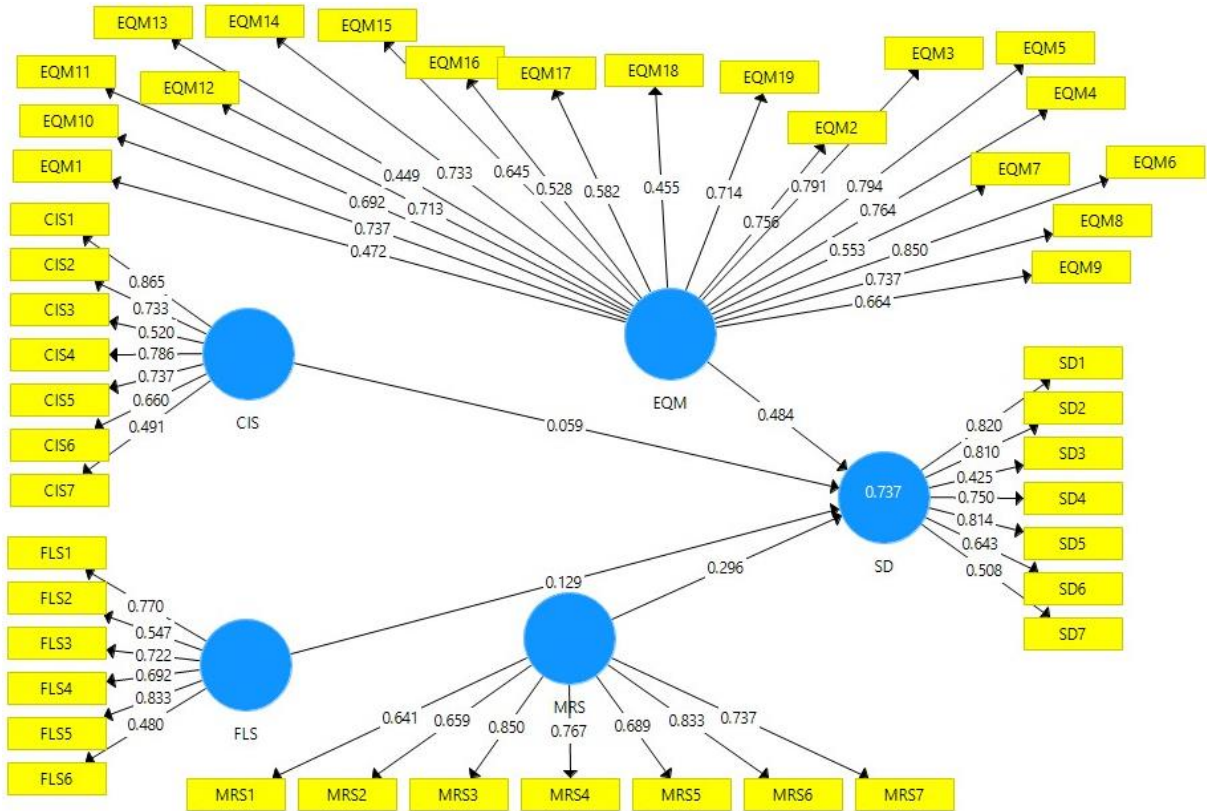 EQM13
EQM14
EQM15
EQM16
EQM17
EQM18
EQM19
EQM3
EQM5
EQM11
EQM12
EQM4
EQM10
EQM2
EQM1
EQM7
EQM6
EQM8
EQM9
0.449
0.733
0.645
0.528
0.582
0.455
0.714
0.791
0.794
0.692
0.713
0.756
0.764
0.737
0.553
0.850
0.472
0.737
0.664
EQM
CIS1
CIS2
CIS3
CIS4
CIS5
CIS6
CIS7
0.865
0.733
0.520
0.786
0.737
0.660
0.491
CIS
0.059
0.484
SD1
SD2
SD3
SD4
SD5
SD6
SD7
0.820
0.810
0.425
0.750
0.814
0.643
0.508
0.737
SD
FLS1
FLS2
FLS3
FLS4
FLS5
FLS6
0.770
0.547
0.722
0.692
0.833
0.480
FLS
0.129
0.296
MRS
0.641
0.659
0.850
0.767
0.689
0.833
0.737
MRS1
MRS2
MRS3
MRS4
MRS5
MRS6
MRS7